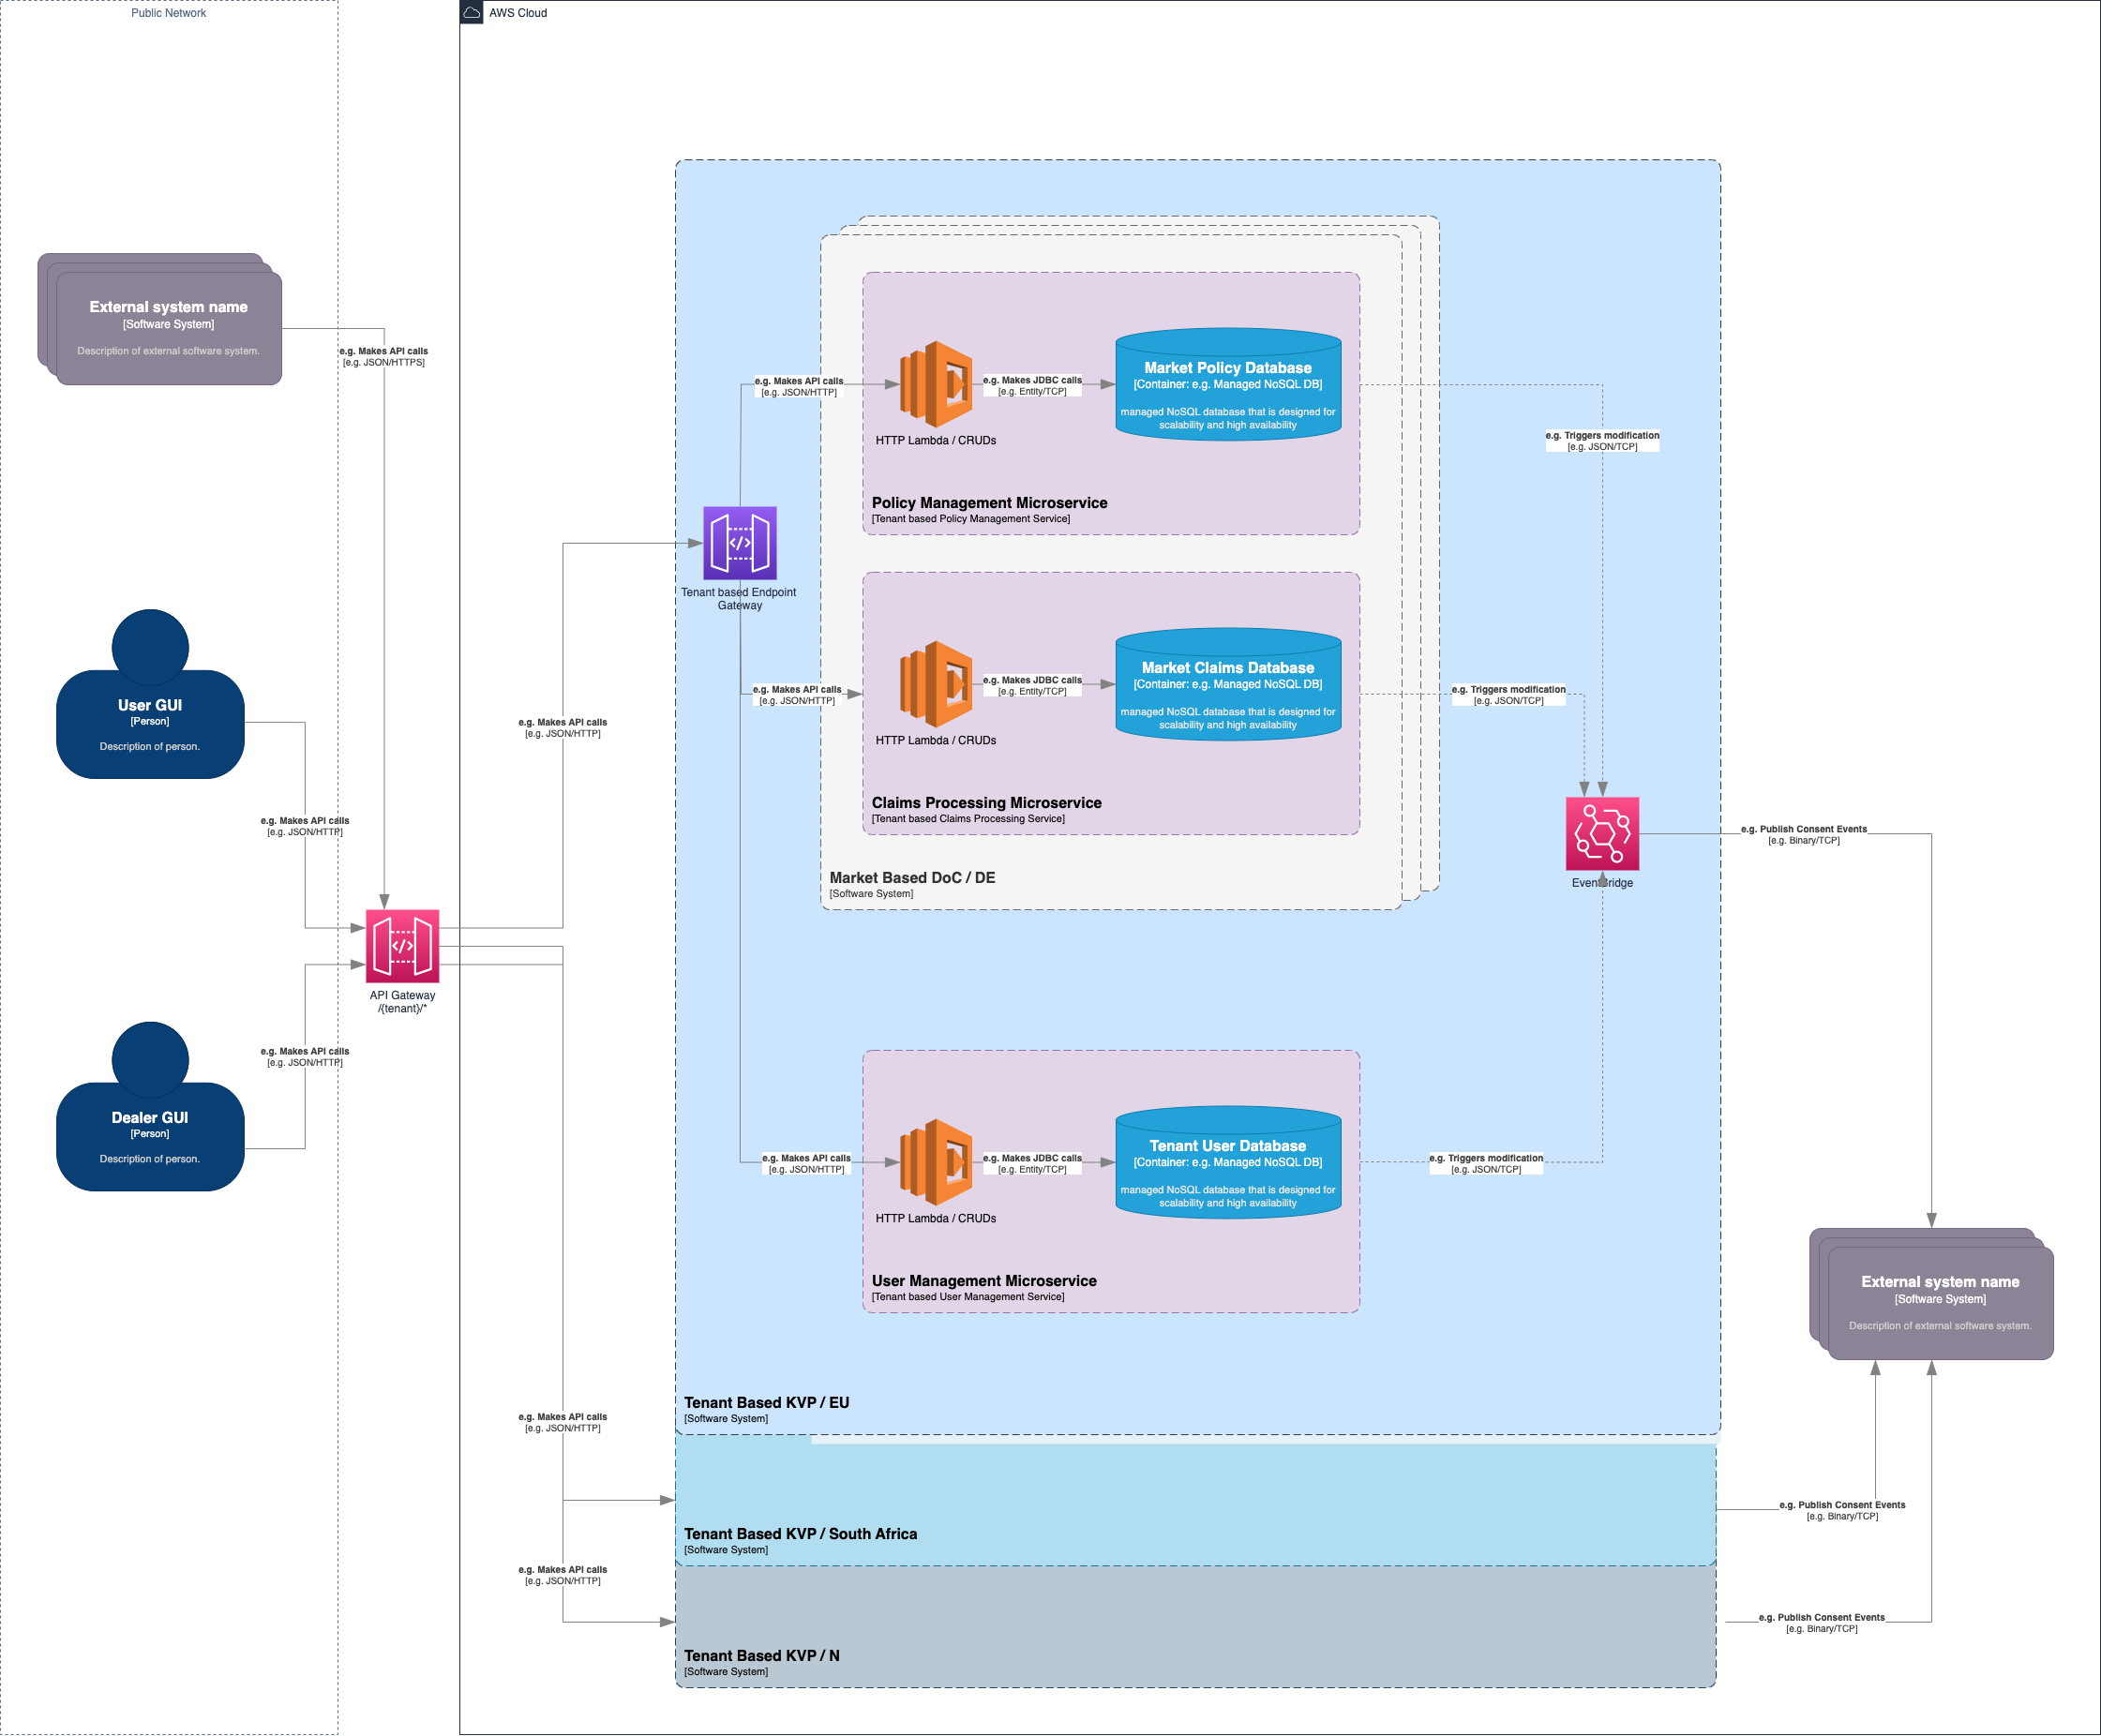 Public Network
AWS Cloud
External system name
[Software System]
Description of external software system.
e.g. Makes API calls
[e.g. JSON/HTTPS]
User GUI
[Person]
Description of person.
e.g. Makes API calls
[e.g. JSON/HTTP]
Dealer GUI
[Person]
Description of person.
e.g. Makes API calls
[e.g. JSON/HTTP]
API Gateway
/{tenant}/*
e.g. Makes API calls
[e.g. JSON/HTTP]
e.g. Makes API calls
[e.g. JSON/HTTP]
e.g. Makes API calls
[e.g. JSON/HTTP]
Tenant based Endpoint
Gateway
e.g. Makes API calls
[e.g. JSON/HTTP]
HTTP Lambda / CRUDs
e.g. Makes JDBC calls
[e.g. Entity/TCP]
Market Policy Database
[Container: e.g. Managed NoSQL DB]
managed NoSQL database that is designed for
scalability and high availability
Policy Management Microservice
[Tenant based Policy Management Service]
e.g. Triggers modification
[e.g. JSON/TCP]
e.g. Makes API calls
[e.g. JSON/HTTP]
HTTP Lambda / CRUDs
e.g. Makes JDBC calls
[e.g. Entity/TCP]
Market Claims Database
[Container: e.g. Managed NoSQL DB]
managed NoSQL database that is designed for
scalability and high availability
Claims Processing Microservice
[Tenant based Claims Processing Service]
e.g. Triggers modification
[e.g. JSON/TCP]
Market Based DoC / DE
[Software System]
EventBridge
e.g. Publish Consent Events
[e.g. Binary/TCP]
e.g. Makes API calls
[e.g. JSON/HTTP]
HTTP Lambda / CRUDs
e.g. Makes JDBC calls
[e.g. Entity/TCP]
Tenant User Database
[Container: e.g. Managed NoSQL DB]
managed NoSQL database that is designed for
scalability and high availability
User Management Microservice
[Tenant based User Management Service]
e.g. Triggers modification
[e.g. JSON/TCP]
External system name
[Software System]
Description of external software system.
Tenant Based KVP / EU
[Software System]
Tenant Based KVP / South Africa
[Software System]
e.g. Publish Consent Events
[e.g. Binary/TCP]
Tenant Based KVP / N
[Software System]
e.g. Publish Consent Events
[e.g. Binary/TCP]